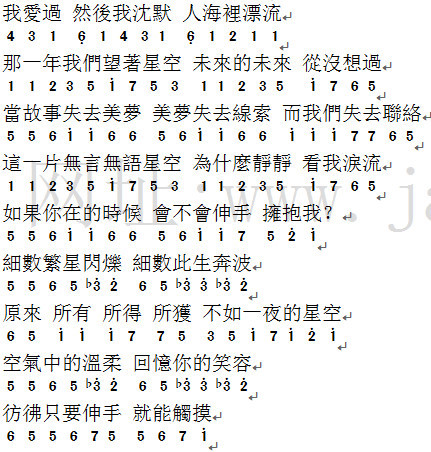 我愛過 然後我沈默 人海裡漂流
4 3 1 6̣ 1 4 3 1 6̣ 1 2 1 1
那一年我們望著星空 未來的未來 從沒想過
1 1 2 3 5 i 7 5 3 1 1 2 3 5 i 7 6 5
當故事失去美夢 美夢失去線索 而我們失去聯絡
5 5 6 i i 6 6 5 6 i i 6 6 i i i 7 7 6 5
這一片無言無語星空 為什麼靜靜 看我淚流
1 1 2 3 5 i 7 5 3 1 1 2 3 5 i 7 6 5
如果你在的時候 會不會伸手 擁抱我?
5 5 6 i i 6 6 5 6 i i 7 5 2̇ i
細數繁星閃爍 細數此生奔波
5 5 6 5 ♭3̇ 2̇ 6 5 ♭3̇ 3̇ ♭3̇ 2̇
原來 所有 所得 所獲 不如一夜的星空
6 5 i i i 7 7 5 3 5 i 7 i 2̇ i
空氣中的溫柔 回憶你的笑容
5 5 6 5 ♭3̇ 2̇ 6 5 ♭3̇ 3̇ ♭3̇ 2̇
彷彿只要伸手 就能觸摸
6 5 5 6 7 5 5 6 7 i